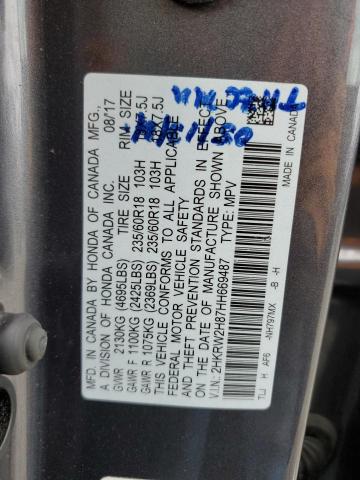 MFD. IN CANADA BY HONDA OF CANADA MFG.,
A DIVISION OF HONDA CANADA INC. 08/17
TIRE SIZE RIM SIZE
GVWR 2130KG (4695LBS)
GAWR F 1100KG (2425LBS) 235/60R18 103H
GAWR R 1075KG (2369LBS) 235/60R18 103H 18X7.5J
THIS VEHICLE CONFORMS TO ALL APPLICABLE
FEDERAL MOTOR VEHICLE SAFETY
AND THEFT PREVENTION STANDARDS IN EFFECT
ON THE DATE OF MANUFACTURE SHOWN ABOVE
V.I.N.: 2HKRW2H87HH669487 TYPE: MPV
TLJ H AF6 -NH797MX -B -H
MADE IN CANADA